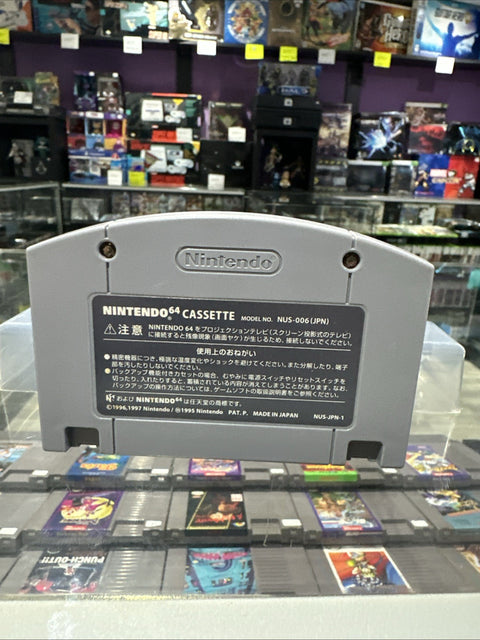 HALO
Nintendo
NINTENDO64 CASSETTE MODEL NO. NUS-006(JPN)
⚠注意 NINTENDO 64 をプロジェクションテレビ(スクリーン投影式のテレビ)
に接続すると残像現象(画面ヤケ)が生じるため、接続しないでください。
使用上のおねがい
●精密機器につき、極端な温度変化やショックを避けてください。また分解したり、端子
部を汚したりしないでください。
●バックアップ機能付きカセットの場合、むやみに電源スイッチやリセットスイッチを
切ったり、入れたりすると、蓄積されている内容が消えてしまうことがあります。なお、
バックアップの操作方法については、ゲームソフトの取扱説明書をご参照ください。
および NINTENDO64 は任天堂の商標です。
©1996,1997 Nintendo / ⓜ1995 Nintendo PAT. P. MADE IN JAPAN NUS-JPN-1
PUNCH-OUT!!